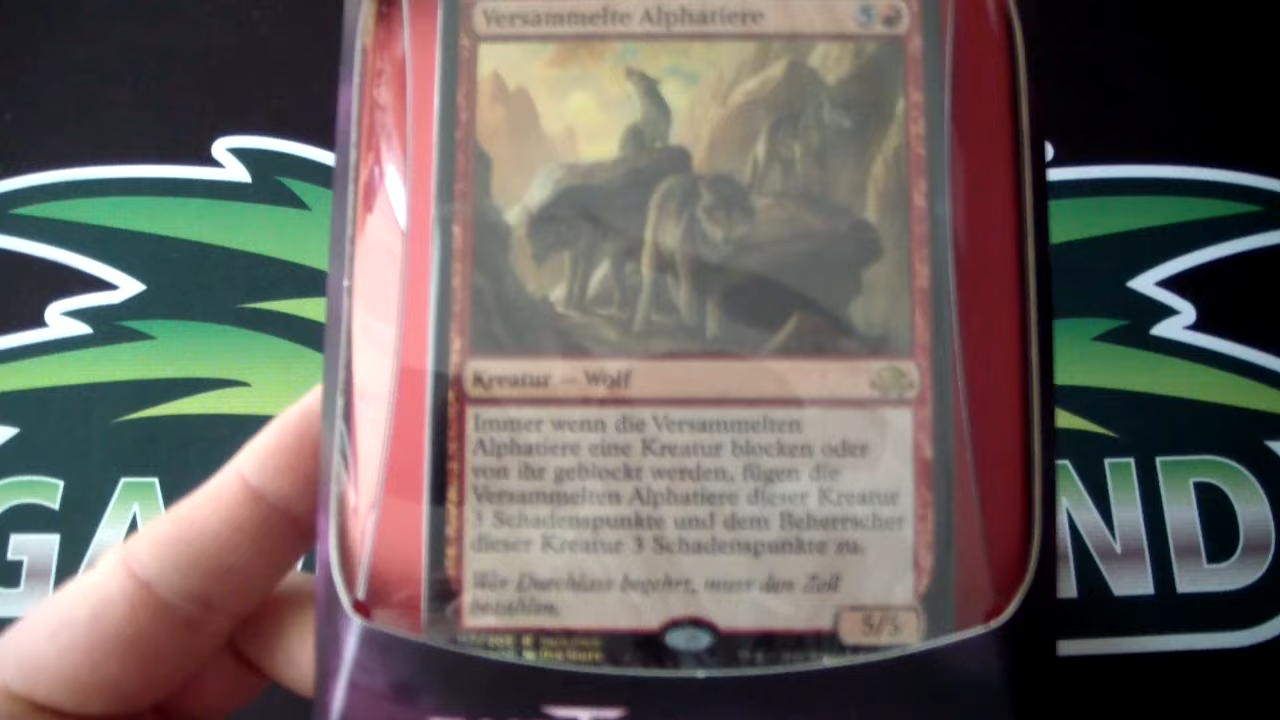 Versammelte Alphatiere 5
Kreatur — Wolf
Immer wenn die Versammelten
Alphatiere eine Kreatur blocken oder
von ihr geblockt werden, fügen die
Versammelten Alphatiere dieser Kreatur
3 Schadenspunkte und dem Beherrscher
dieser Kreatur 3 Schadenspunkte zu.
Wer Durchlass begehrt, muss den Zoll
bezahlen.
5/5
GA
ND